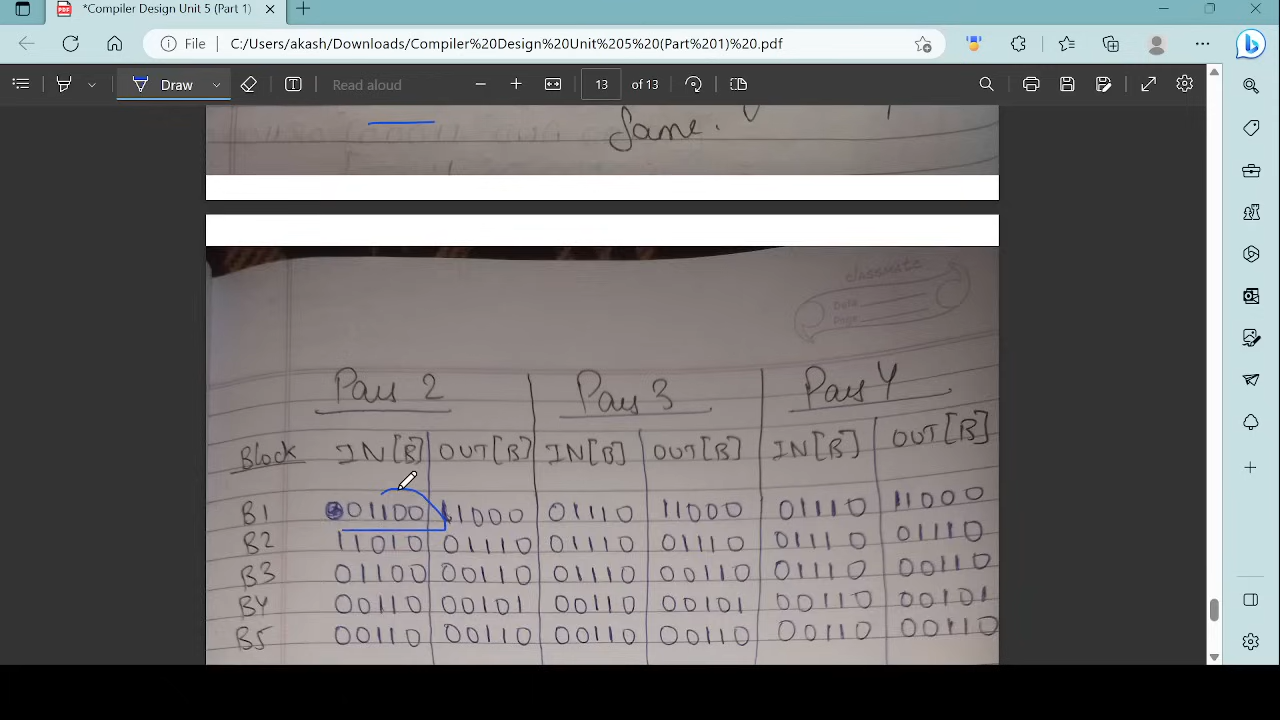 *Compiler Design Unit 5 (Part 1)
File C:/Users/akash/Downloads/Compiler%20Design%20Unit%205%20(Part%201)%20.pdf
Draw Read aloud 13 of 13
Same.
classmate
Date
Page
Pass 2 Pass 3 Pass 4
Block IN[B] OUT[B] IN[B] OUT[B] IN[B] OUT[B]
B1 01100 11000 01110 11000 01110 11000
B2 11010 01110 01110 01110 01110 01110
B3 01100 00110 01110 00110 01110 00110
B4 00110 00101 00110 00101 00110 00101
B5 00110 00110 00110 00110 00110 00110